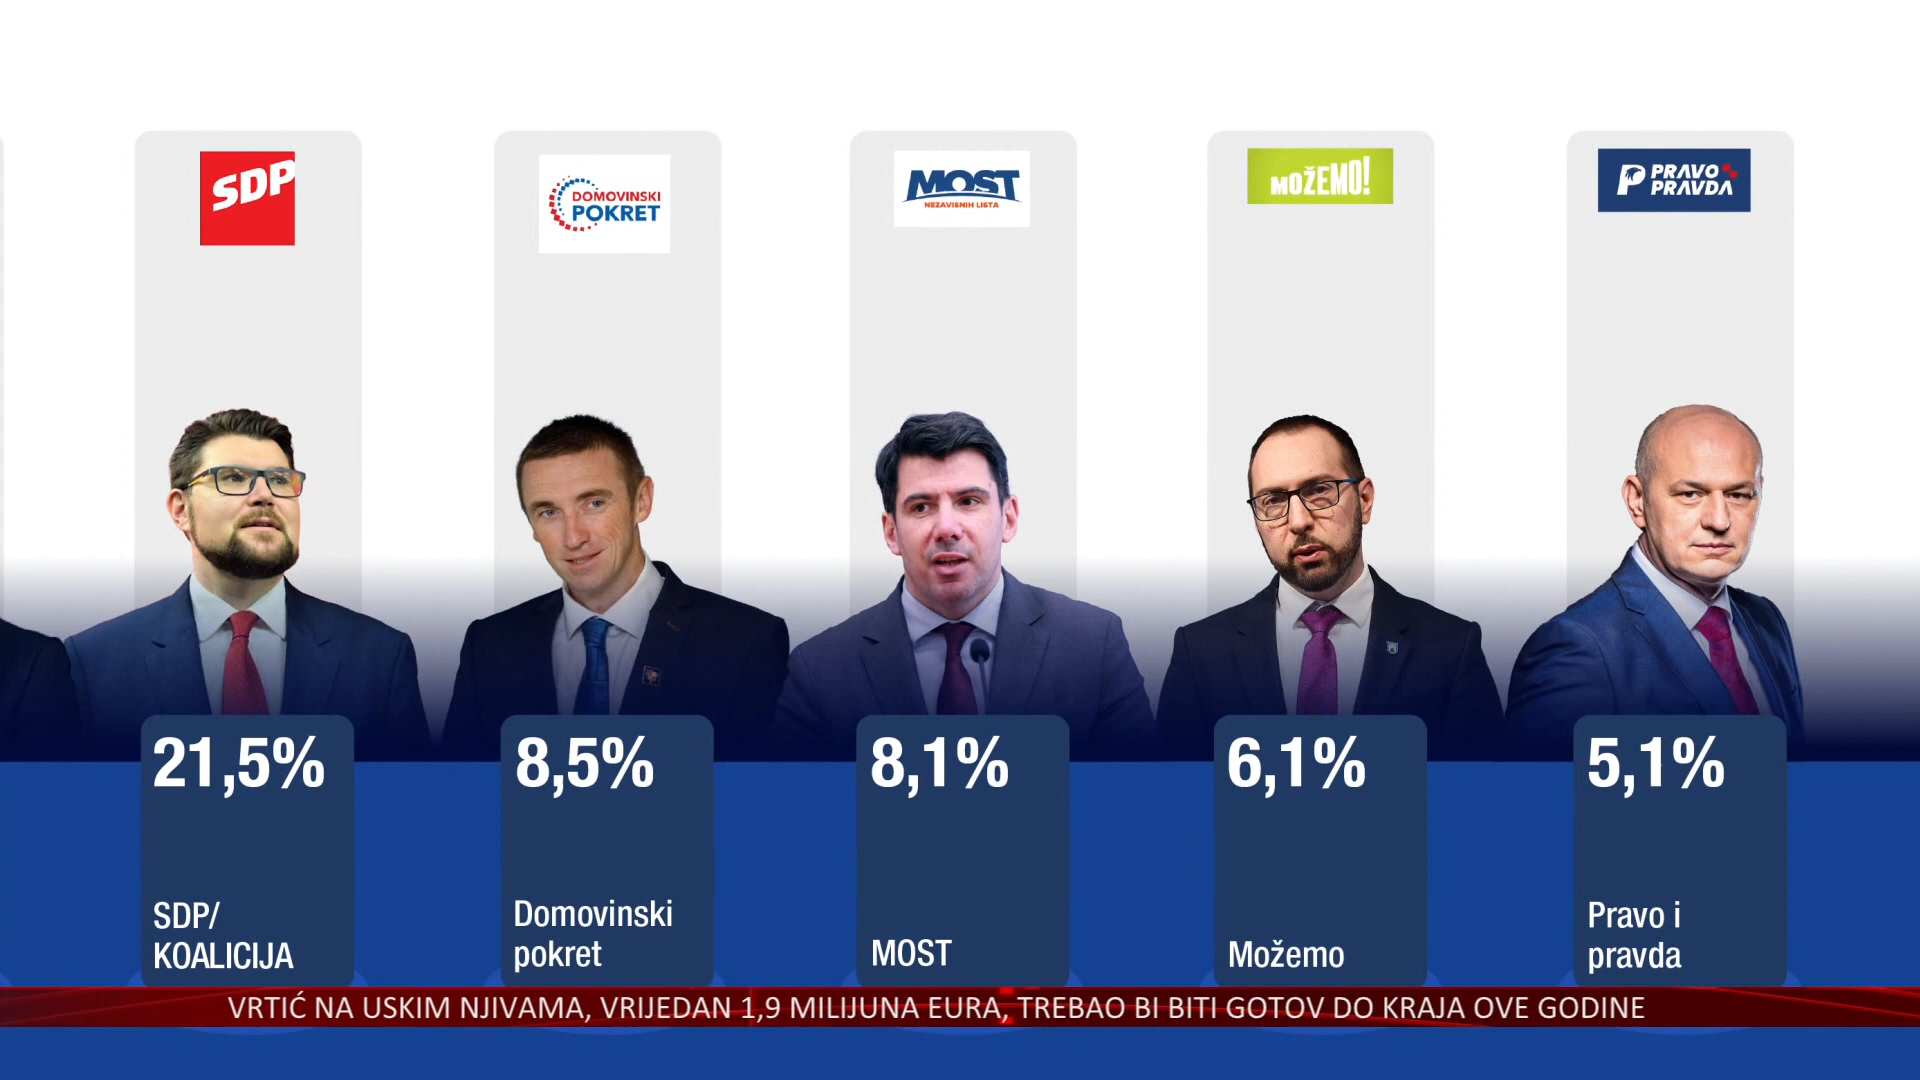 SDP
DOMOVINSKI
POKRET
MOST
NEZAVISNIH LISTA
MOŽEMO!
PRAVO
PRAVDA
21,5%
SDP/
KOALICIJA
8,5%
Domovinski
pokret
8,1%
MOST
6,1%
Možemo
5,1%
Pravo i
pravda
VRTIĆ NA USKIM NJIVAMA, VRIJEDAN 1,9 MILIJUNA EURA, TREBAO BI BITI GOTOV DO KRAJA OVE GODINE